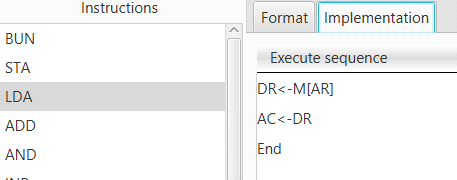 Instructions
BUN
STA
LDA
ADD
AND
Format
Implementation
Execute sequence
DR<-M[AR]
AC<-DR
End